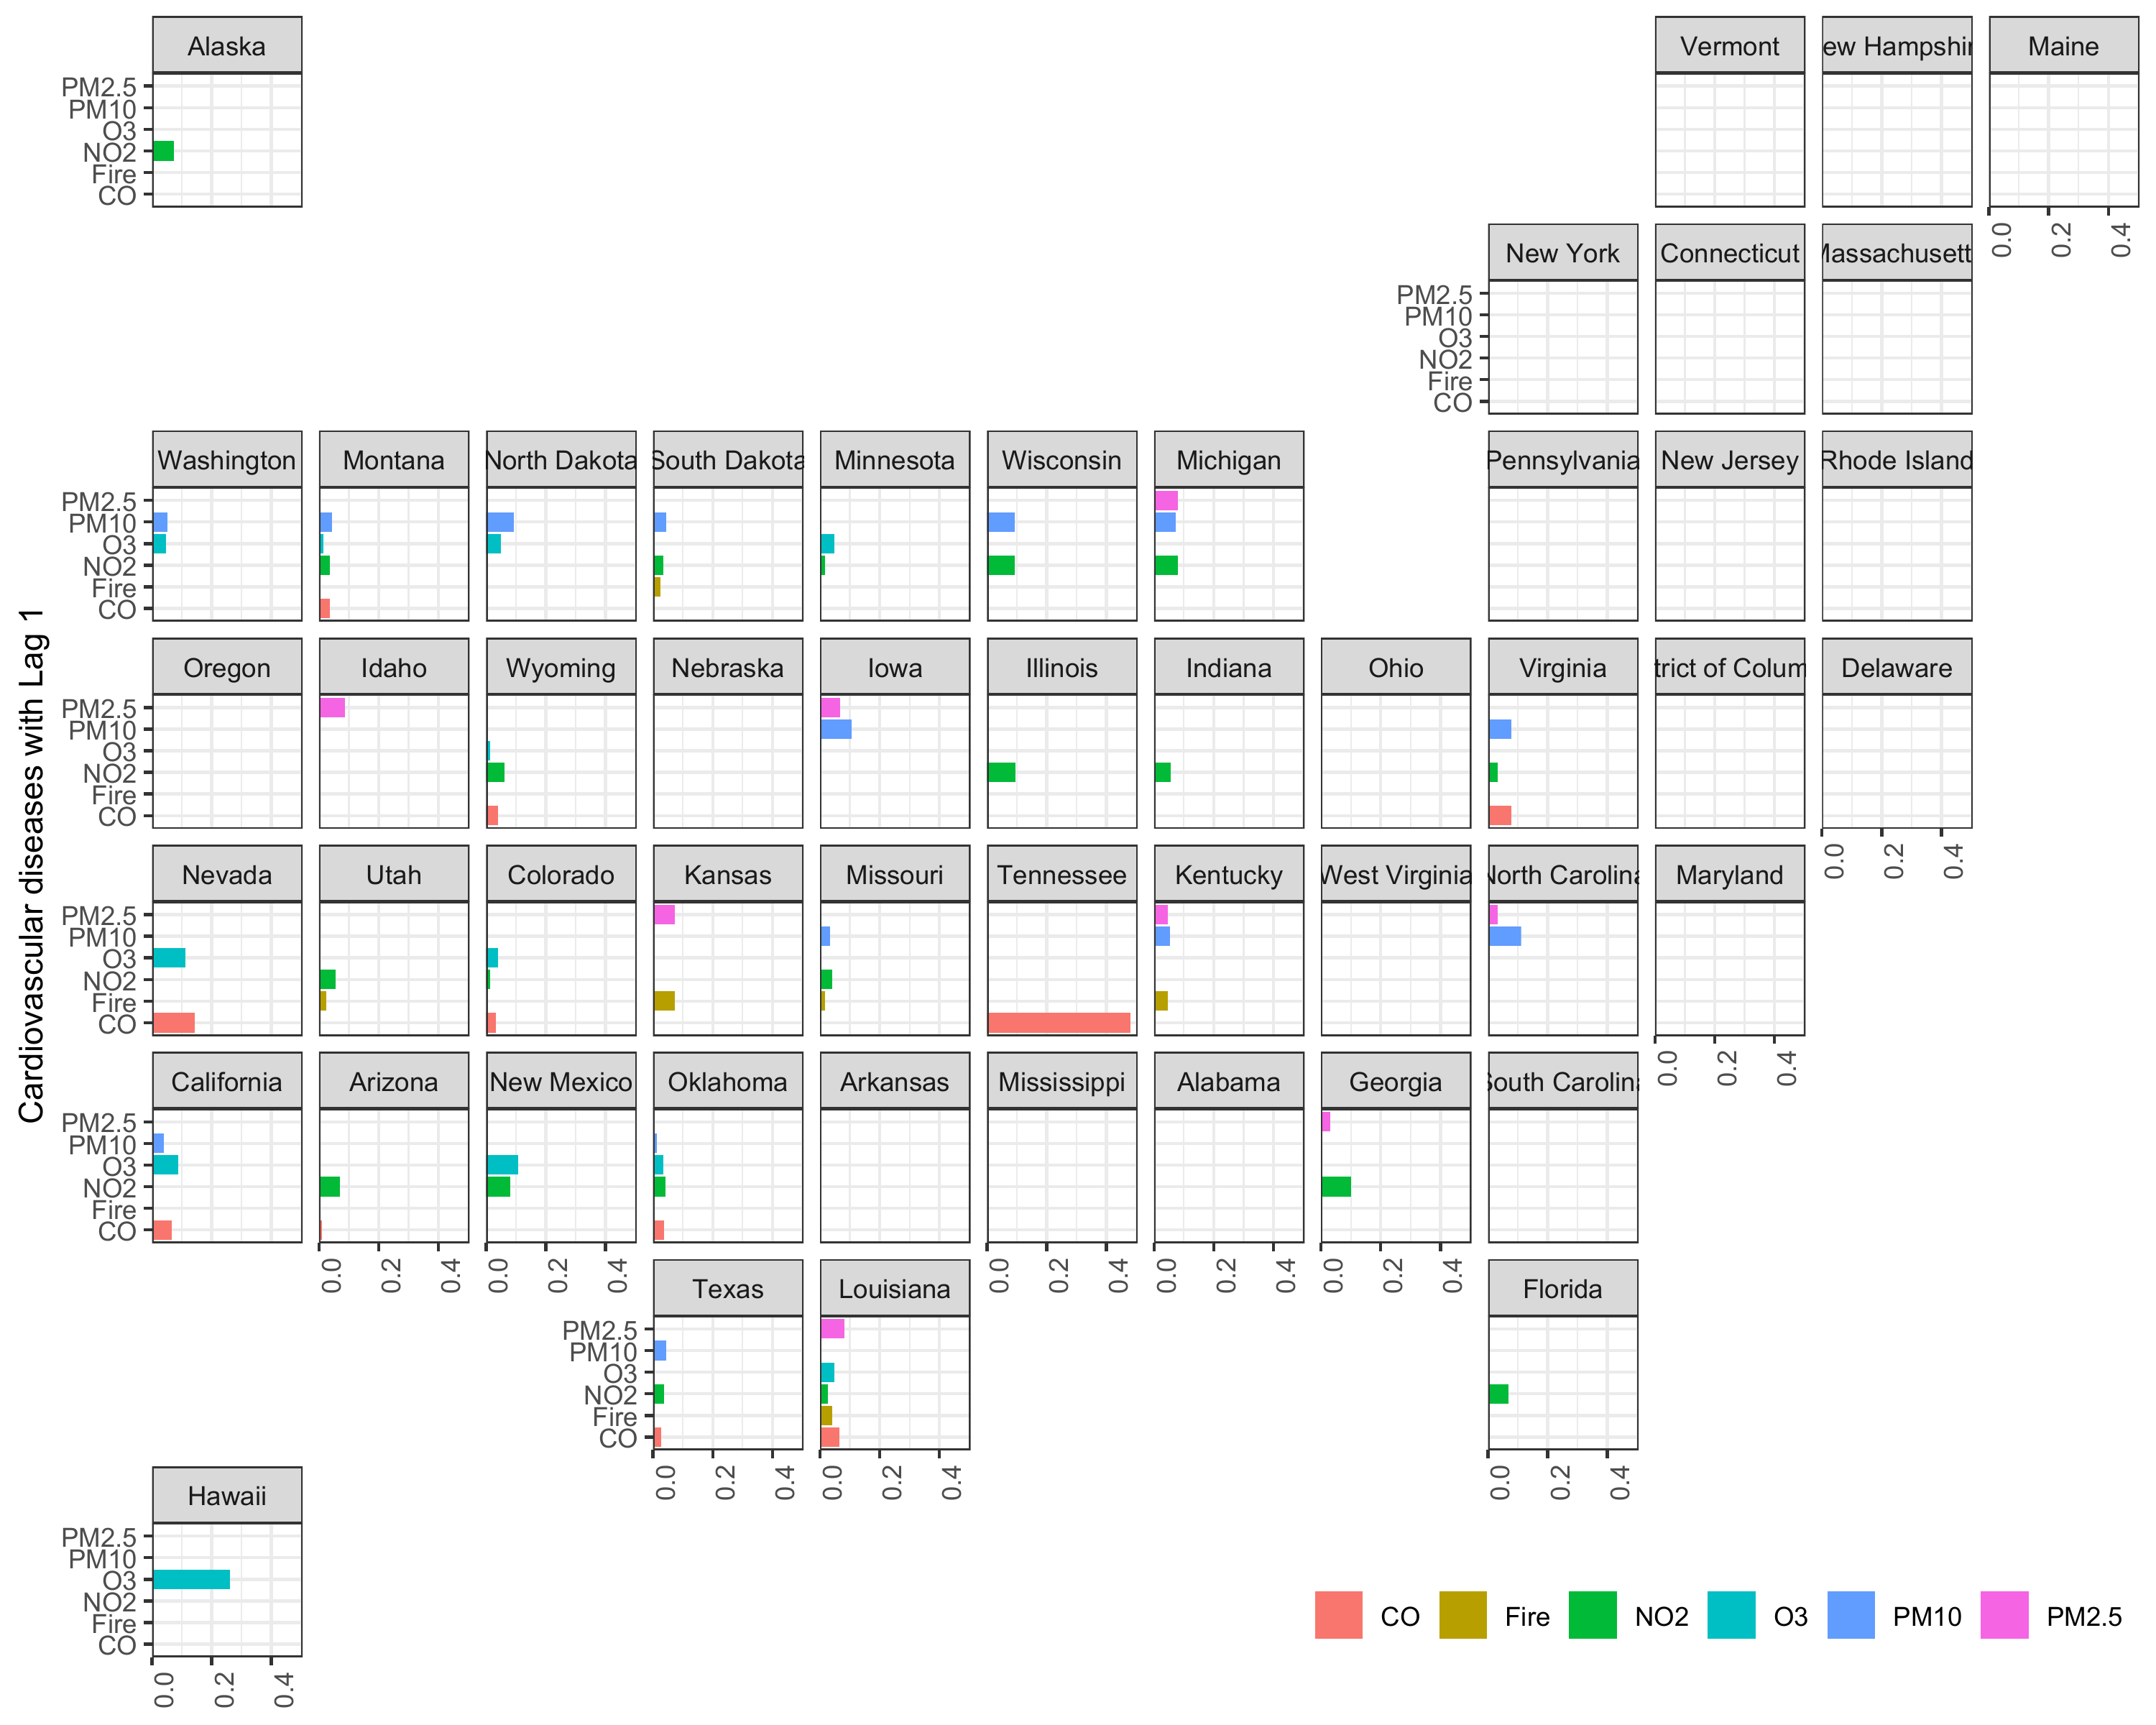 Alaska
Vermont
ew Hampshir
Maine
PM2.5
PM10
O3
NO2
Fire
CO
0.0 0.2 0.4
New York
Connecticut
Massachusett
PM2.5
PM10
O3
NO2
Fire
CO
Washington
Montana
North Dakota
South Dakota
Minnesota
Wisconsin
Michigan
Pennsylvania
New Jersey
Rhode Island
PM2.5
PM10
O3
NO2
Fire
CO
Cardiovascular diseases with Lag 1
Oregon
Idaho
Wyoming
Nebraska
Iowa
Illinois
Indiana
Ohio
Virginia
trict of Colum
Delaware
PM2.5
PM10
O3
NO2
Fire
CO
0.0 0.2 0.4
Nevada
Utah
Colorado
Kansas
Missouri
Tennessee
Kentucky
West Virginia
North Carolina
Maryland
PM2.5
PM10
O3
NO2
Fire
CO
0.0 0.2 0.4
California
Arizona
New Mexico
Oklahoma
Arkansas
Mississippi
Alabama
Georgia
South Carolina
PM2.5
PM10
O3
NO2
Fire
CO
0.0 0.2 0.4
0.0 0.2 0.4
0.0 0.2 0.4
0.0 0.2 0.4
0.0 0.2 0.4
Texas
Louisiana
Florida
PM2.5
PM10
O3
NO2
Fire
CO
0.0 0.2 0.4
0.0 0.2 0.4
0.0 0.2 0.4
Hawaii
PM2.5
PM10
O3
NO2
Fire
CO
0.0 0.2 0.4
CO Fire NO2 O3 PM10 PM2.5